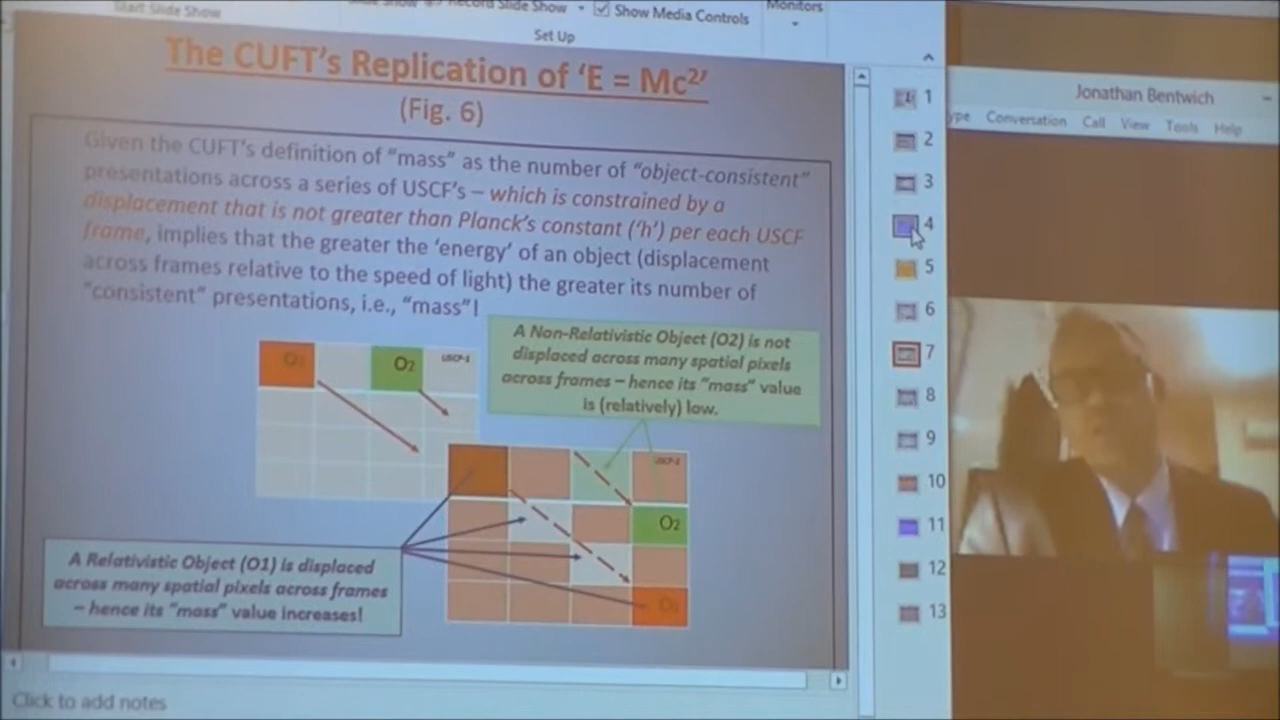 Start Slide Show
Record Slide Show
Show Media Controls
Monitors
Set Up
The CUFT's Replication of 'E = Mc²'
(Fig. 6)
Given the CUFT's definition of "mass" as the number of "object-consistent"
presentations across a series of USCF's – which is constrained by a
displacement that is not greater than Planck's constant ('h') per each USCF
frame, implies that the greater the 'energy' of an object (displacement
across frames relative to the speed of light) the greater its number of
"consistent" presentations, i.e., "mass"!
A Non-Relativistic Object (O2) is not
displaced across many spatial pixels
across frames – hence its "mass" value
is (relatively) low.
O1
O2
O2
O1
A Relativistic Object (O1) is displaced
across many spatial pixels across frames
– hence its "mass" value increases!
Click to add notes
1
2
3
4
5
6
7
8
9
10
11
12
13
Jonathan Bentwich
Conversation Call View Tools Help